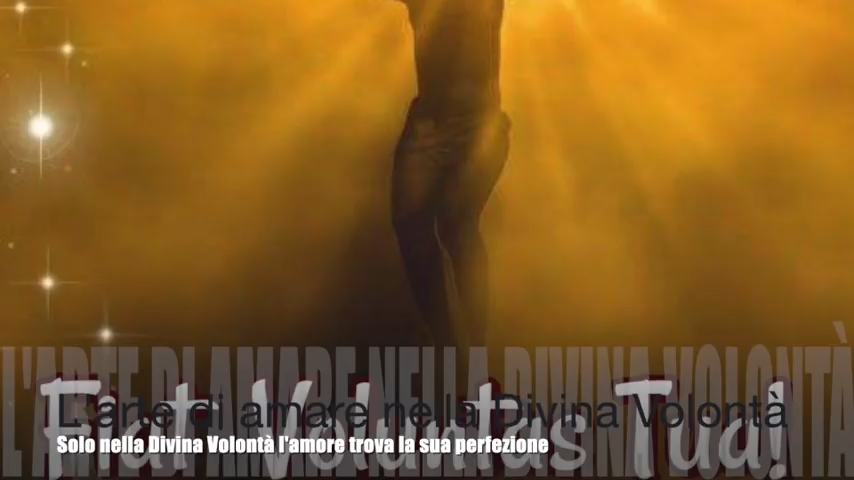 L'ARTE DI AMARE NELLA DIVINA VOLONTÀ
Fiat Voluntas Tua!
L'arte di amare nella Divina Volontà
Solo nella Divina Volontà l'amore trova la sua perfezione